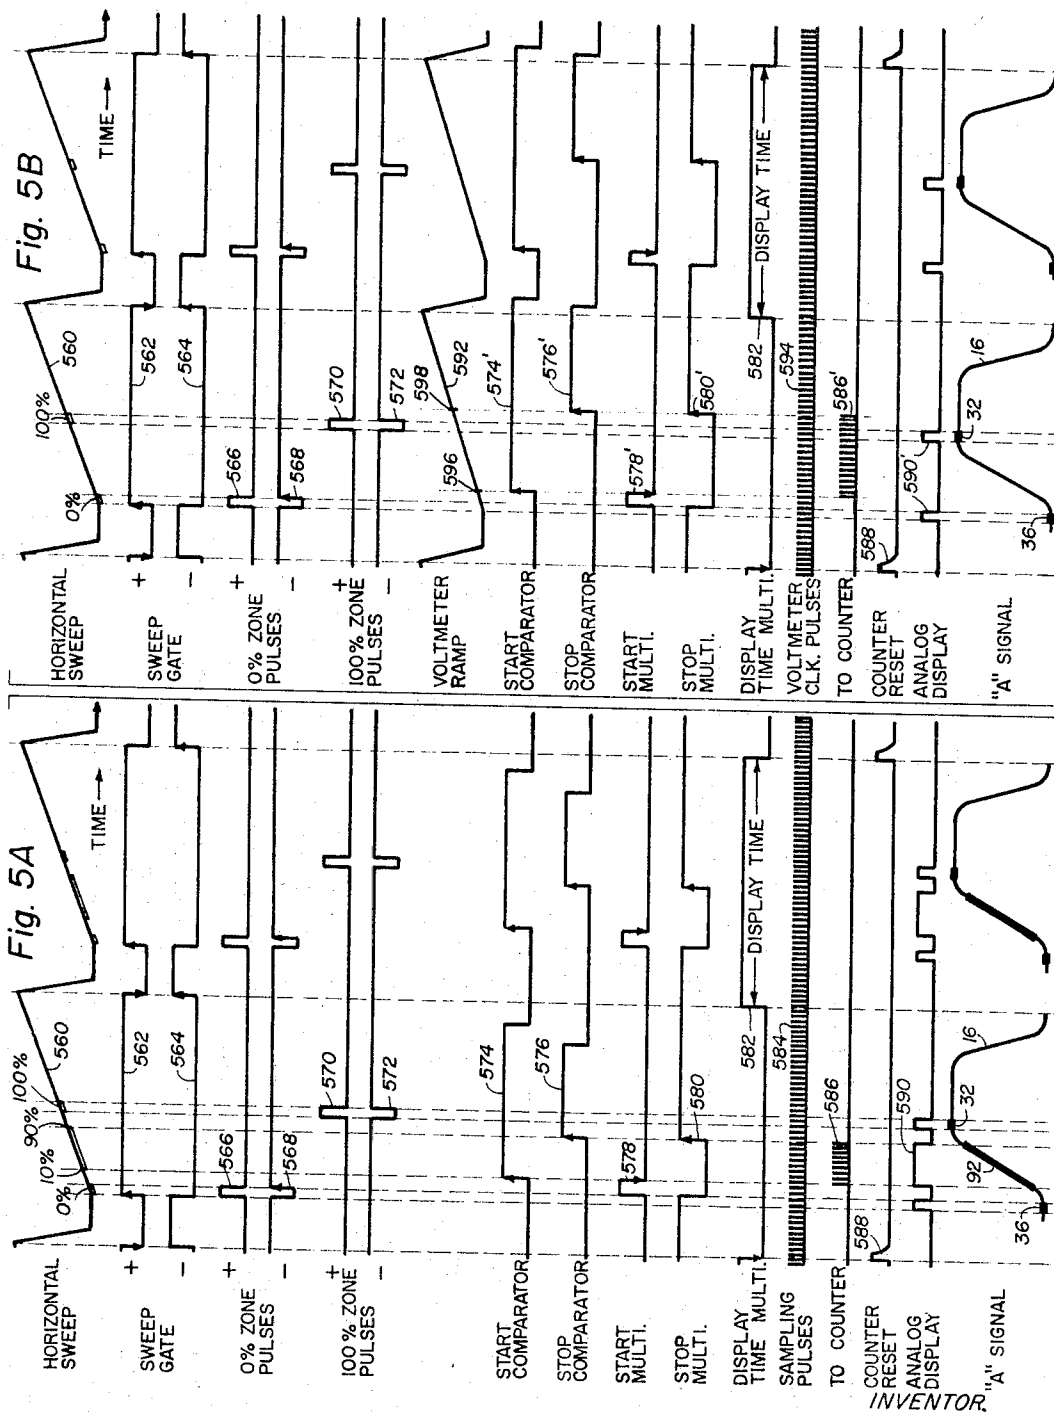 Fig. 5A
HORIZONTAL
SWEEP
0%
10%
90%
100%
560
TIME
SWEEP
GATE
+
−
562
564
0% ZONE
PULSES
+
−
566
568
100% ZONE
PULSES
+
−
570
572
START
COMPARATOR
574
STOP
COMPARATOR
576
START
MULTI.
578
STOP
MULTI.
580
DISPLAY
TIME MULTI.
582
DISPLAY TIME
SAMPLING
PULSES
584
TO COUNTER
586
COUNTER
RESET
588
ANALOG
DISPLAY
590
"A" SIGNAL
36
92
32
16
INVENTOR.
Fig. 5B
HORIZONTAL
SWEEP
0%
100%
560
TIME
SWEEP
GATE
+
−
562
564
0% ZONE
PULSES
+
−
566
568
100% ZONE
PULSES
+
−
570
572
VOLTMETER
RAMP
596
598
592
START
COMPARATOR
574'
STOP
COMPARATOR
576'
START
MULTI.
578'
STOP
MULTI.
580'
DISPLAY
TIME MULTI.
582
DISPLAY TIME
VOLTMETER
CLK. PULSES
594
TO COUNTER
586'
COUNTER
RESET
588
ANALOG
DISPLAY
590'
"A" SIGNAL
36
32
16